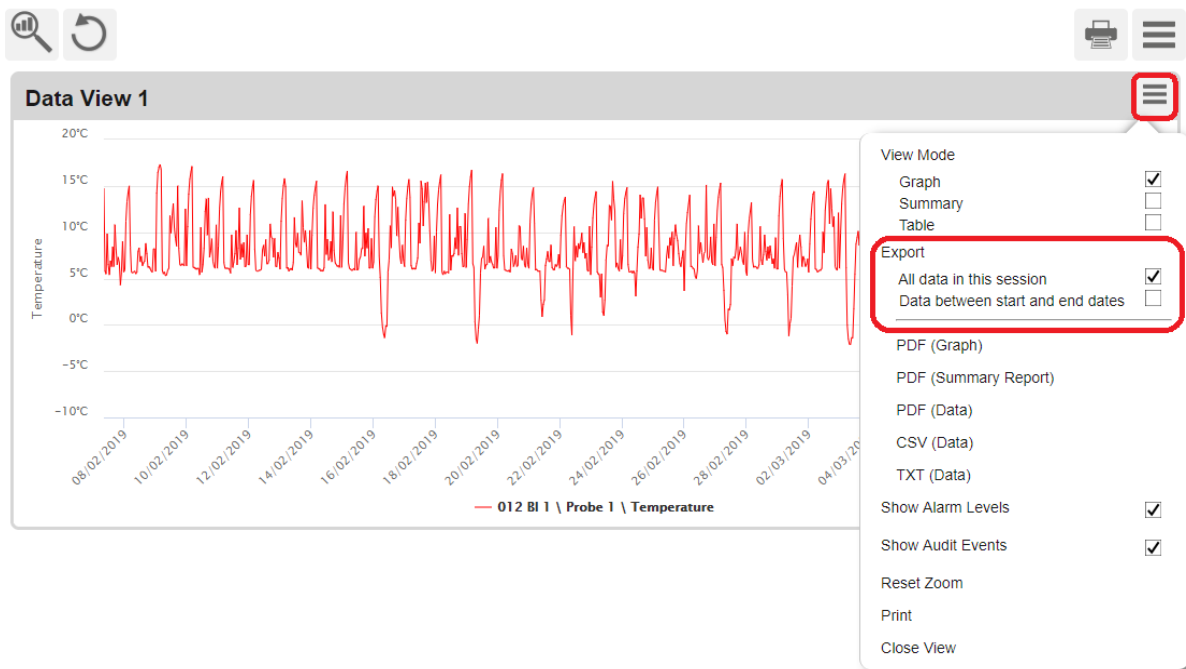 Data View 1
20°C
15°C
10°C
5°C
0°C
-5°C
-10°C
Temperature
08/02/2019
10/02/2019
12/02/2019
14/02/2019
16/02/2019
18/02/2019
20/02/2019
22/02/2019
24/02/2019
26/02/2019
28/02/2019
02/03/2019
04/03/20
012 BI 1 \ Probe 1 \ Temperature
View Mode
Graph
Summary
Table
Export
All data in this session
Data between start and end dates
PDF (Graph)
PDF (Summary Report)
PDF (Data)
CSV (Data)
TXT (Data)
Show Alarm Levels
Show Audit Events
Reset Zoom
Print
Close View